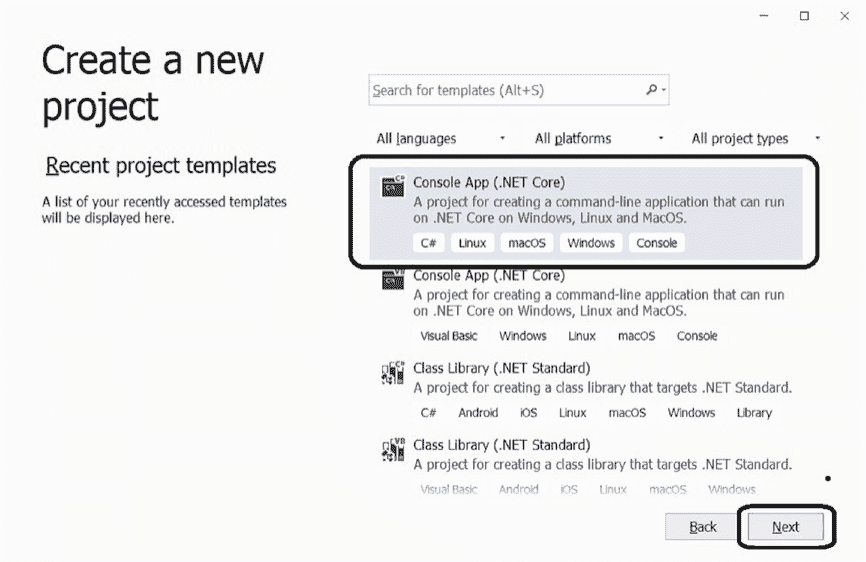 Create a new
project
Recent project templates
A list of your recently accessed templates
will be displayed here.
Search for templates (Alt+S)
All languages All platforms All project types
Console App (.NET Core)
A project for creating a command-line application that can run
on .NET Core on Windows, Linux and MacOS.
C# Linux macOS Windows Console
Console App (.NET Core)
A project for creating a command-line application that can run
on .NET Core on Windows, Linux and MacOS.
Visual Basic Windows Linux macOS Console
Class Library (.NET Standard)
A project for creating a class library that targets .NET Standard.
C# Android iOS Linux macOS Windows Library
Class Library (.NET Standard)
A project for creating a class library that targets .NET Standard.
Visual Basic Android iOS Linux macOS Windows
Back Next